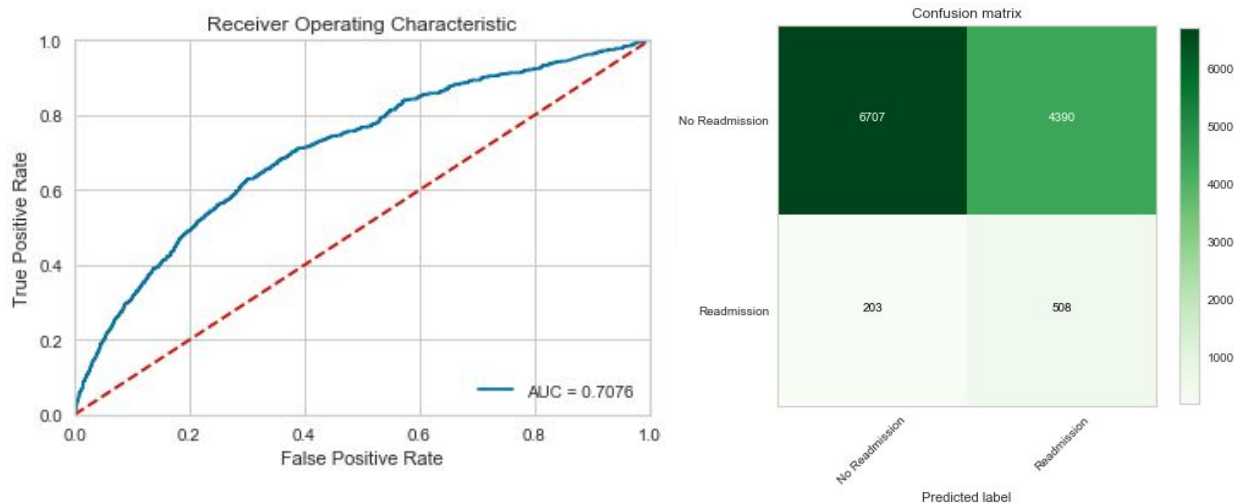 Receiver Operating Characteristic
1.0
0.8
0.6
0.4
0.2
0.0
True Positive Rate
0.0 0.2 0.4 0.6 0.8 1.0
False Positive Rate
AUC = 0.7076
Confusion matrix
No Readmission
6707 4390
Readmission
203 508
No Readmission Readmission
Predicted label
6000
5000
4000
3000
2000
1000